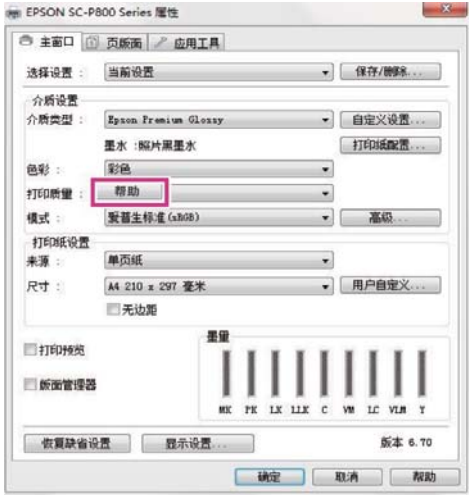 EPSON SC-P800 Series 属性
主窗口 页版面 应用工具
选择设置： 当前设置 保存/删除...
介质设置
介质类型： Epson Premium Glossy 自定义设置...
墨水：照片黑墨水 打印纸配置...
色彩： 彩色
打印质量： 帮助
模式： 爱普生标准(sRGB) 高级...
打印纸设置
来源： 单页纸
尺寸： A4 210 x 297 毫米 用户自定义...
无边距
打印预览
版面管理器
墨量
MK PK LK LLK C VM LC VLM Y
恢复缺省设置 显示设置... 版本 6.70
确定 取消 帮助